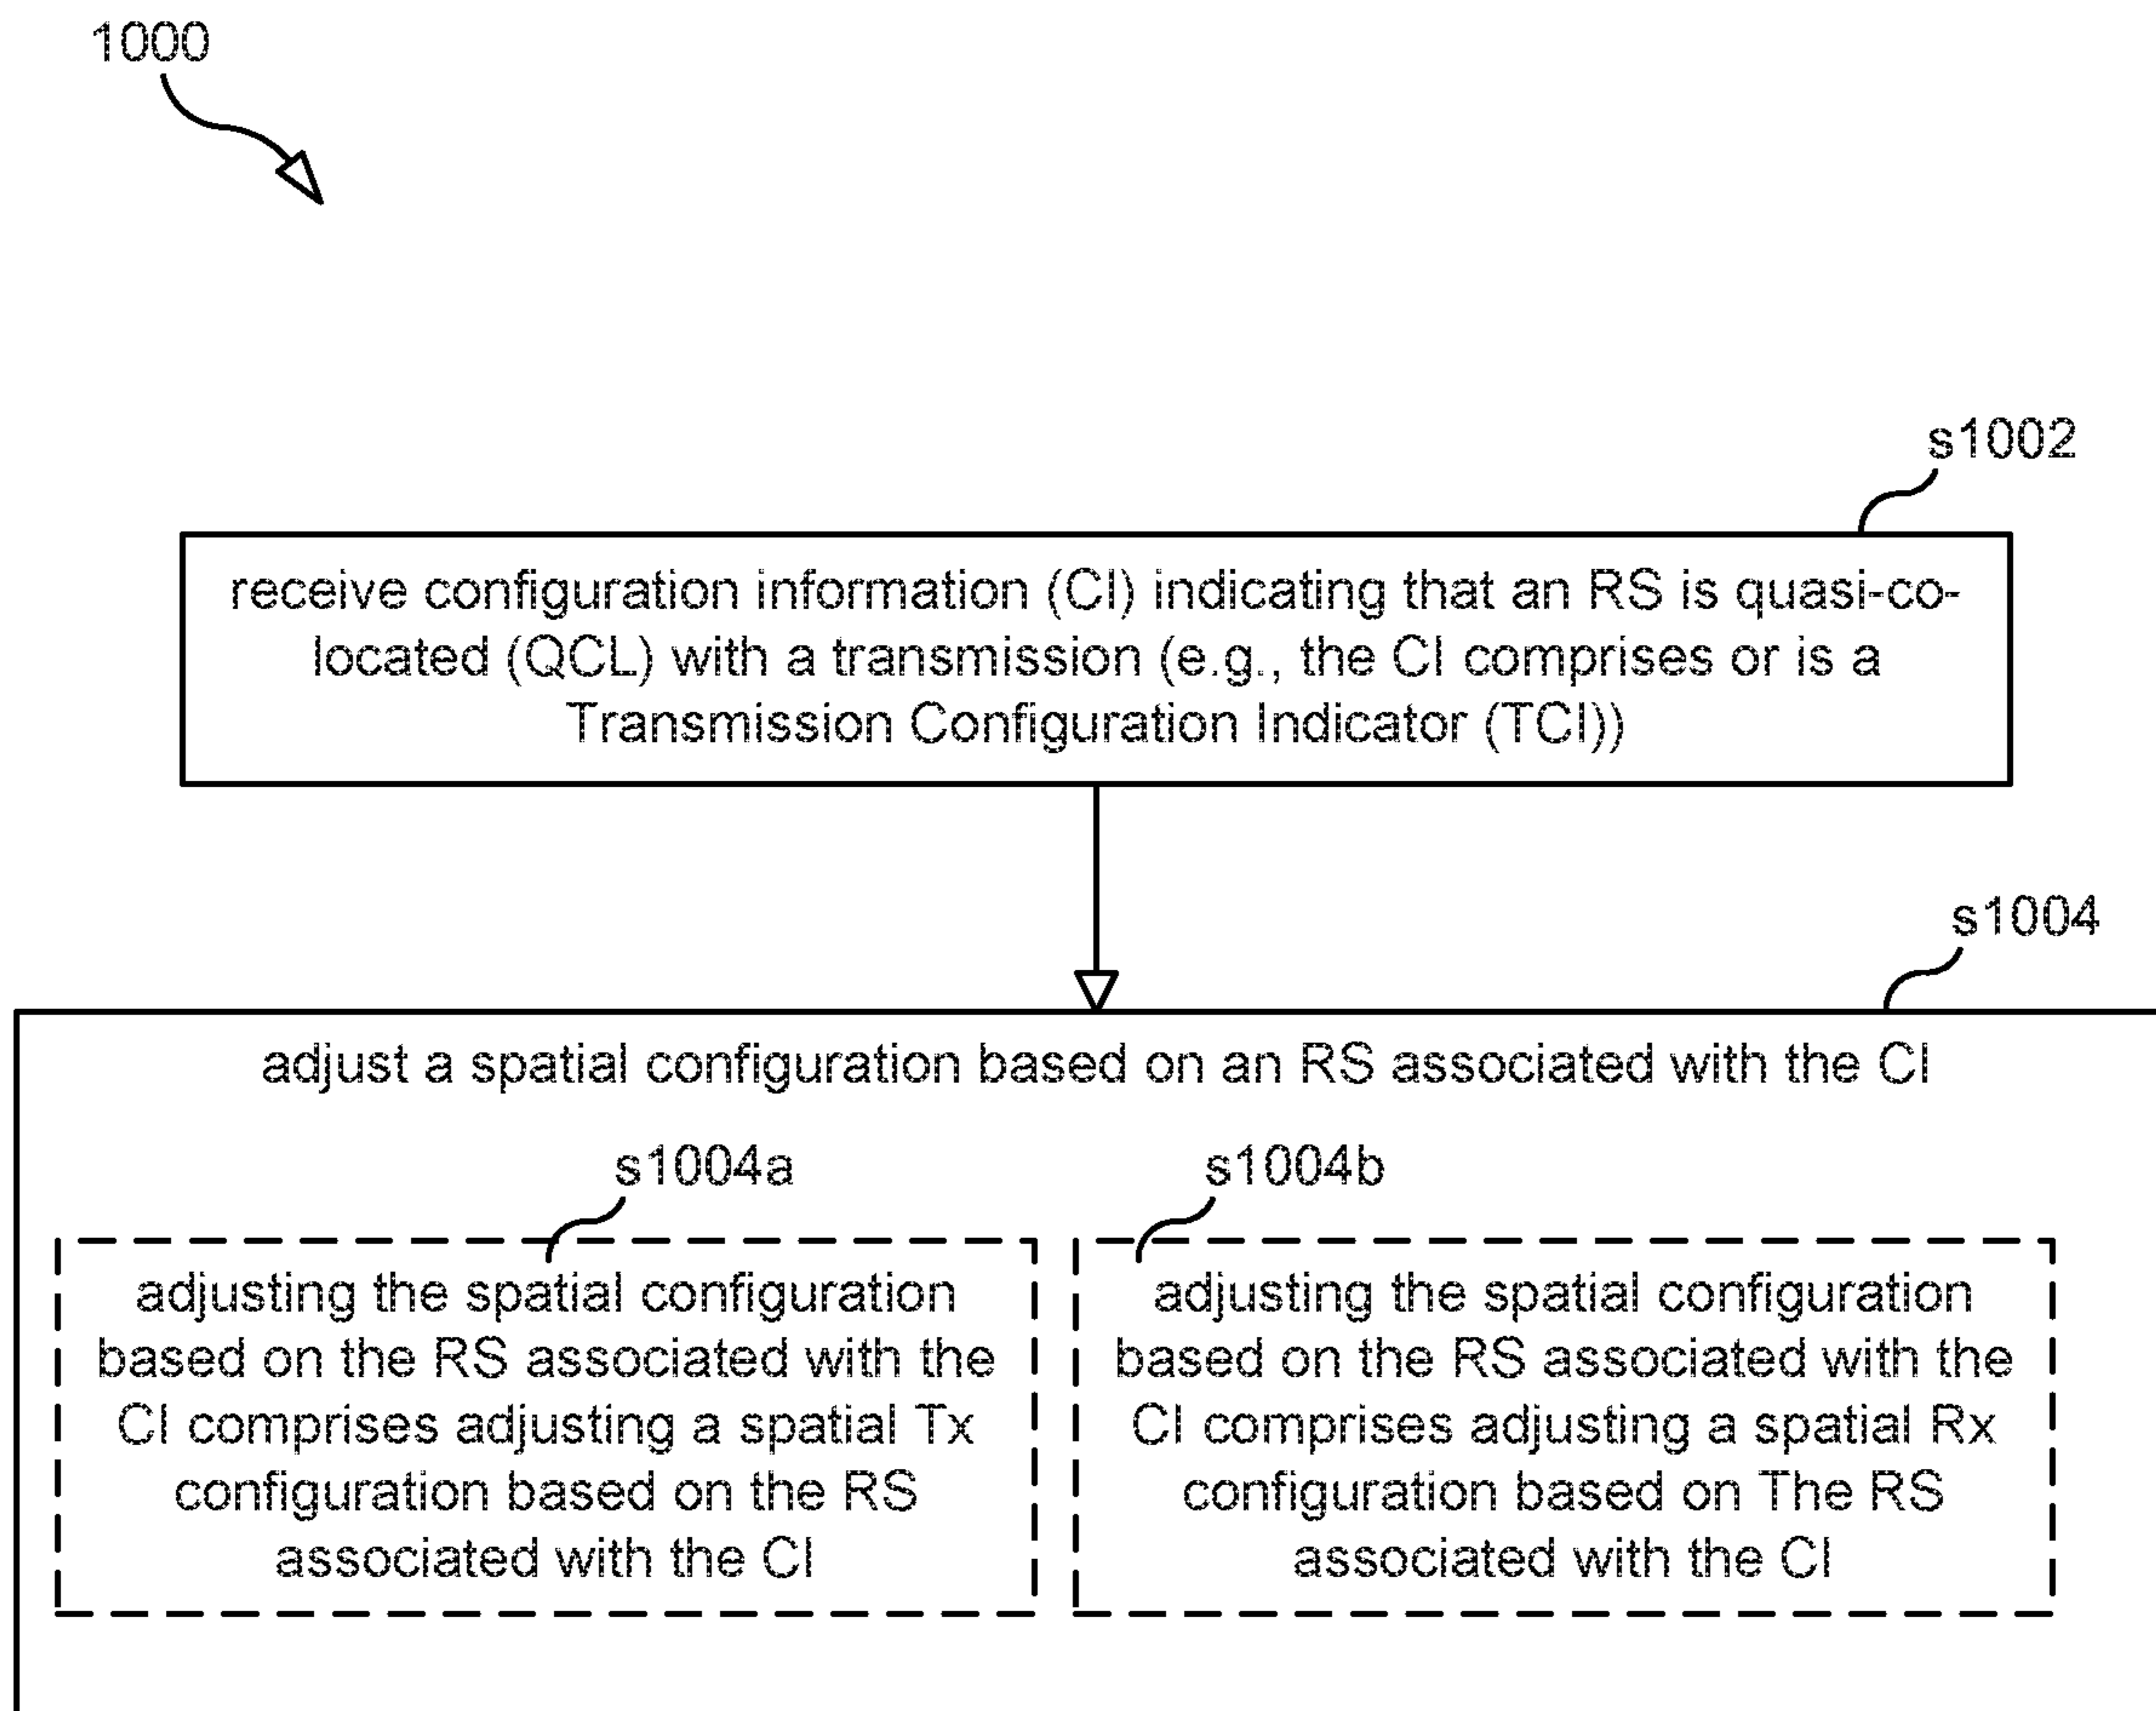 1000
s1002
receive configuration information (CI) indicating that an RS is quasi-co-
located (QCL) with a transmission (e.g., the CI comprises or is a
Transmission Configuration Indicator (TCI))
s1004
adjust a spatial configuration based on an RS associated with the CI
s1004a
adjusting the spatial configuration
based on the RS associated with the
CI comprises adjusting a spatial Tx
configuration based on the RS
associated with the CI
s1004b
adjusting the spatial configuration
based on the RS associated with the
CI comprises adjusting a spatial Rx
configuration based on The RS
associated with the CI